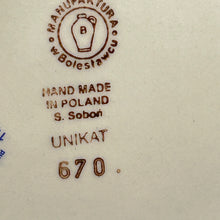 MANUFAKTURA
B
w Bolesławcu
HAND MADE
IN POLAND
S. Soboń
UNIKAT
670.